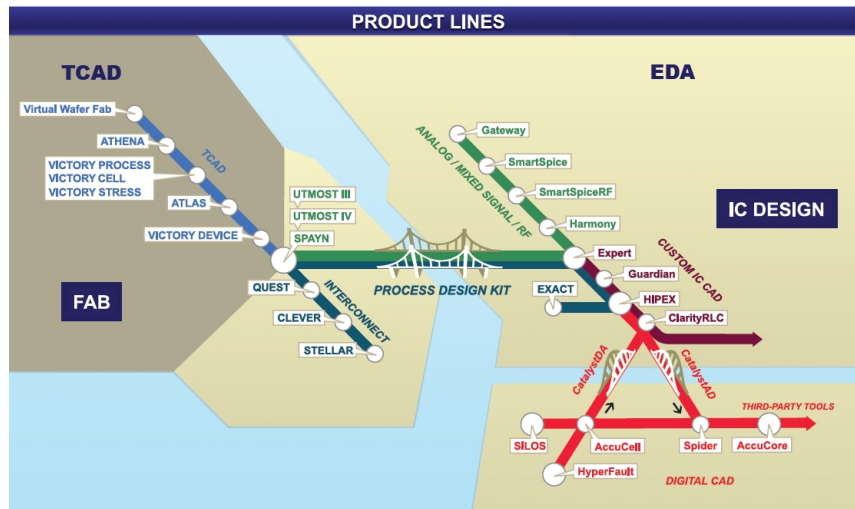 PRODUCT LINES
TCAD
EDA
Virtual Wafer Fab
ATHENA
TCAD
VICTORY PROCESS
VICTORY CELL
VICTORY STRESS
ATLAS
VICTORY DEVICE
UTMOST III
UTMOST IV
SPAYN
FAB
QUEST
CLEVER
STELLAR
INTERCONNECT
PROCESS DESIGN KIT
Gateway
SmartSpice
SmartSpiceRF
Harmony
ANALOG / MIXED SIGNAL / RF
IC DESIGN
Expert
Guardian
CUSTOM IC CAD
EXACT
HIPEX
ClarityRLC
CatalystDA
CatalystAD
THIRD-PARTY TOOLS
SILOS
AccuCell
Spider
AccuCore
HyperFault
DIGITAL CAD